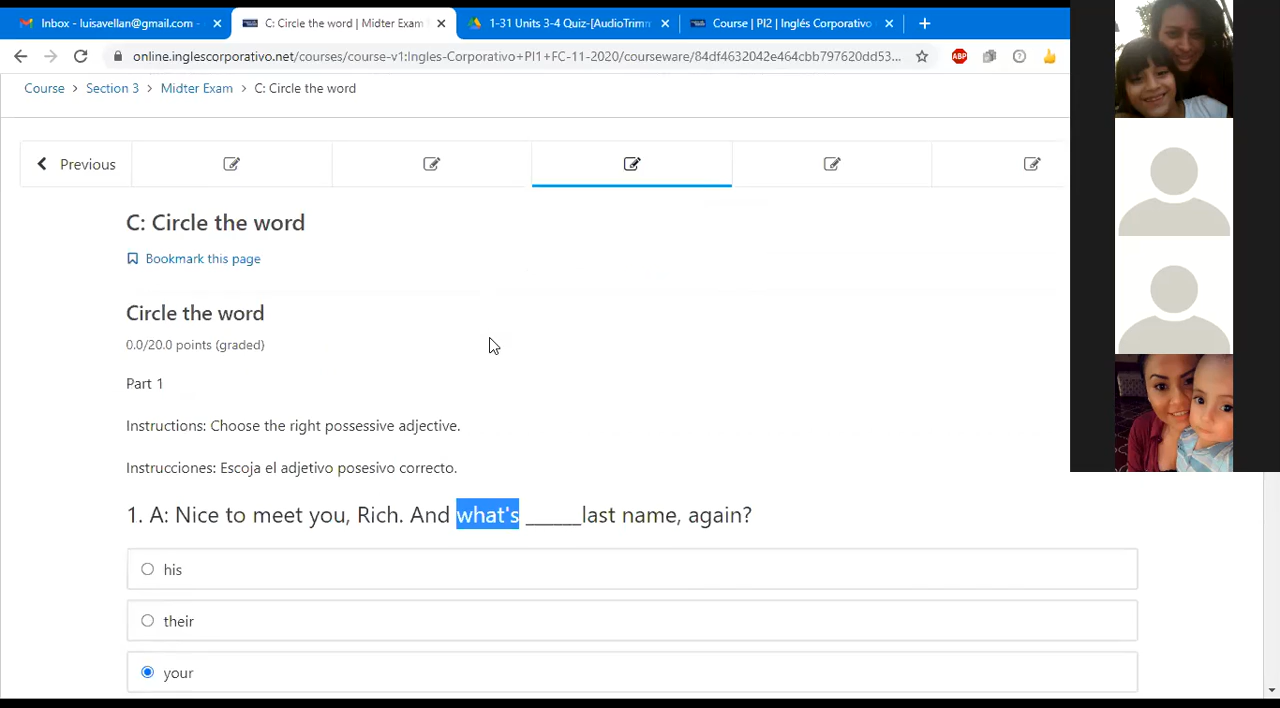 Inbox - luisavellan@gmail.com -
C: Circle the word | Midter Exam
1-31 Units 3-4 Quiz-[AudioTrimm
Course | PI2 | Inglés Corporativo
online.inglescorporativo.net/courses/course-v1:Ingles-Corporativo+PI1+FC-11-2020/courseware/84df4632042e464cbb797620dd53...
ABP
Course > Section 3 > Midter Exam > C: Circle the word
Previous
C: Circle the word
Bookmark this page
Circle the word
0.0/20.0 points (graded)
Part 1
Instructions: Choose the right possessive adjective.
Instrucciones: Escoja el adjetivo posesivo correcto.
1. A: Nice to meet you, Rich. And what's _____last name, again?
his
their
your